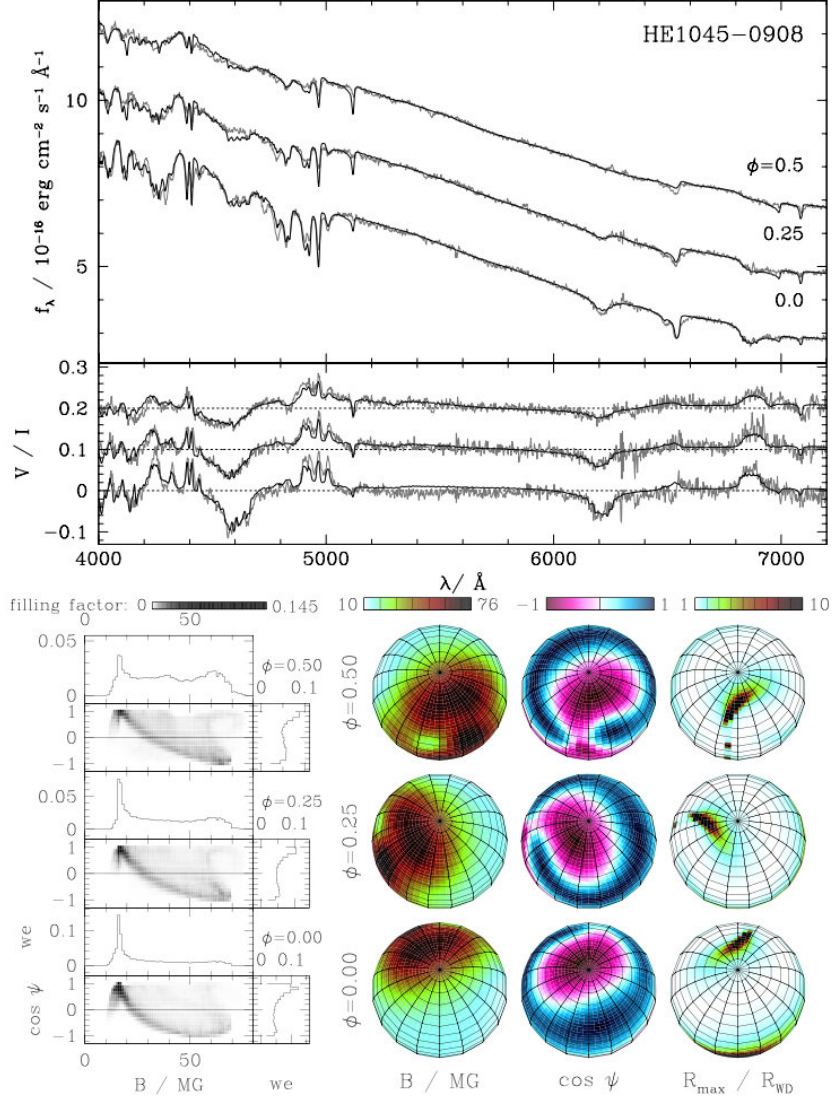 HE1045−0908
f_λ / 10⁻¹⁶ erg cm⁻² s⁻¹ Å⁻¹
10
5
ϕ=0.5
0.25
0.0
V / I
0.3
0.2
0.1
0
−0.1
4000 5000 6000 7000
λ/ Å
filling factor: 0 0.145 10 76 −1 1 1 10
0 50
0.05
0
ϕ=0.50
0 0.1
1
0
−1
ϕ=0.50
0.05
0
ϕ=0.25
0 0.1
1
0
−1
ϕ=0.25
we
0.1
0
ϕ=0.00
0 0.1
cos ψ
1
0
−1
ϕ=0.00
0 50
B / MG we B / MG cos ψ R_max / R_WD